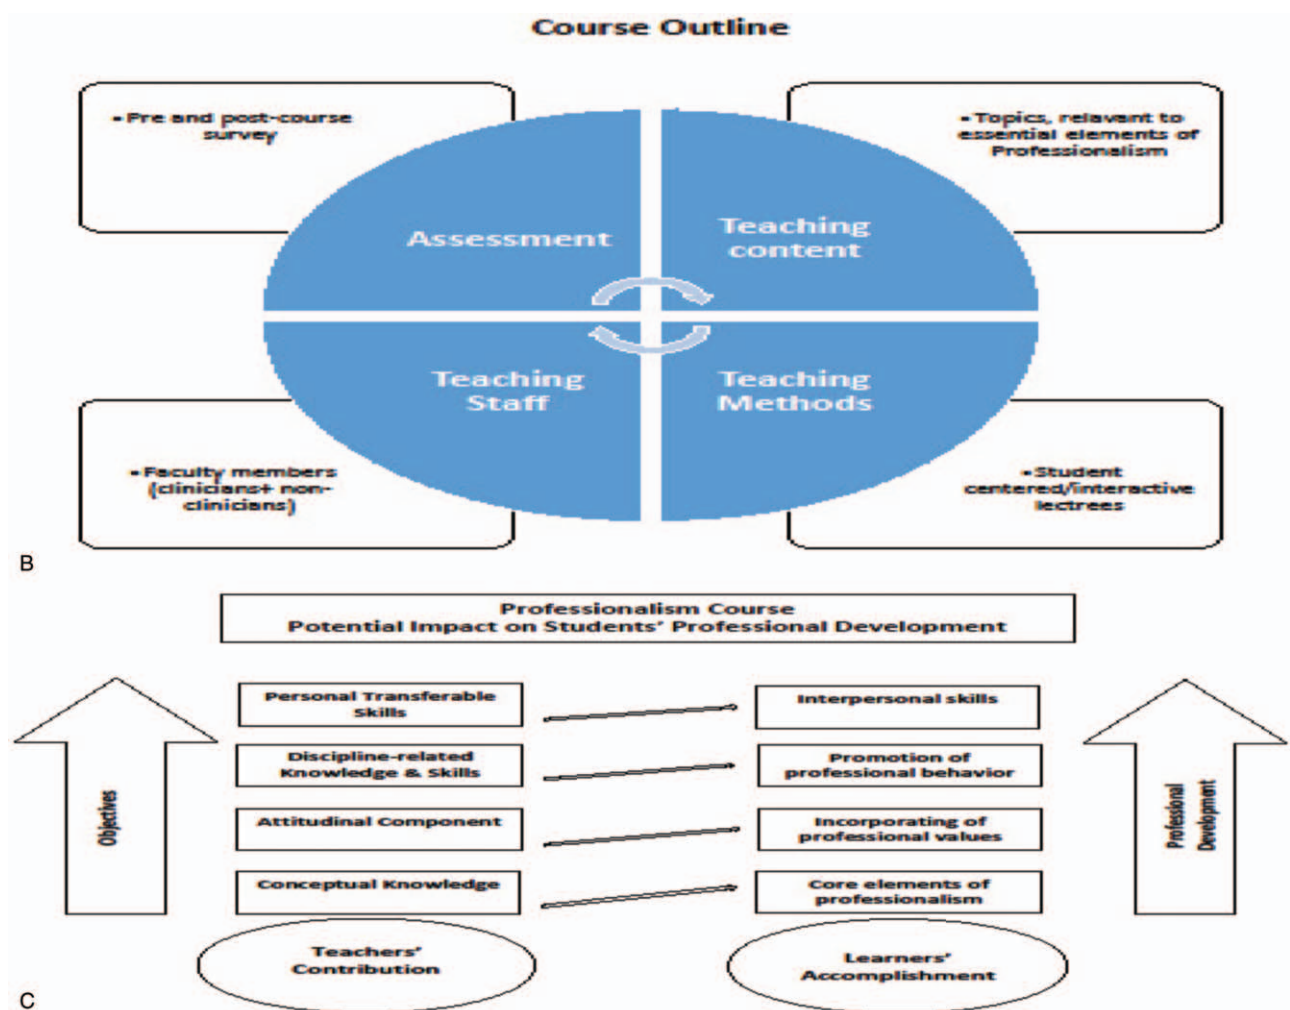 Course Outline
▪Pre and post-course
survey
▪Topics, relavant to
essential elements of
Professionalism
Assessment
Teaching
content
Teaching
Staff
Teaching
Methods
▪Faculty members
(clinicians+ non-
clinicians)
▪Student
centered/interactive
lectrees
B
Professionalism Course
Potential Impact on Students’ Professional Development
Objectives
Personal Transferable
Skills
Interpersonal skills
Discipline-related
Knowledge & Skills
Promotion of
professional behavior
Attitudinal Component
Incorporating of
professional values
Conceptual Knowledge
Core elements of
professionalism
Professional
Development
Teachers’
Contribution
Learners’
Accomplishment
C